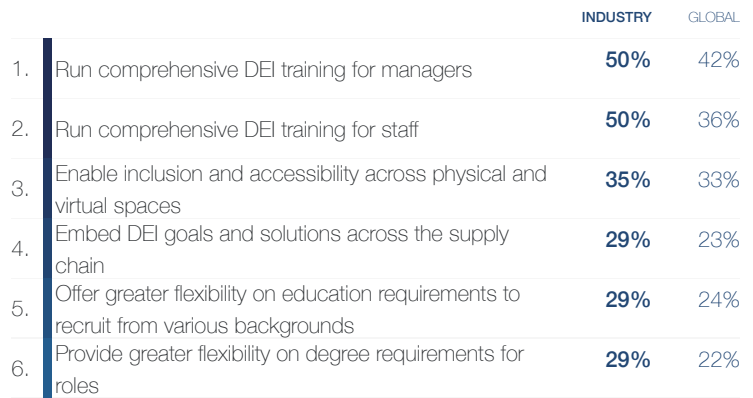 INDUSTRY GLOBAL
1. Run comprehensive DEI training for managers 50% 42%
2. Run comprehensive DEI training for staff 50% 36%
3. Enable inclusion and accessibility across physical and virtual spaces 35% 33%
4. Embed DEI goals and solutions across the supply chain 29% 23%
5. Offer greater flexibility on education requirements to recruit from various backgrounds 29% 24%
6. Provide greater flexibility on degree requirements for roles 29% 22%